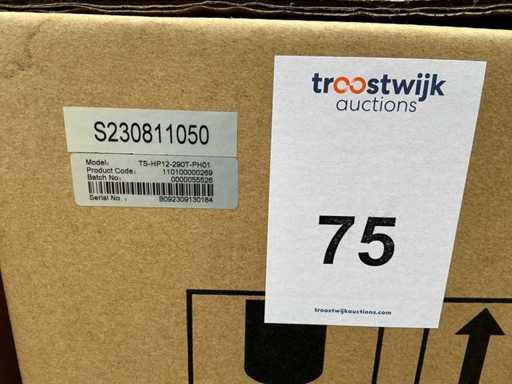 troostwijk
auctions
S230811050
Model: TS-HP12-290T-PH01
Product Code: 110100000269
Batch No.: 0000055526
Serial No.: B092309130184
75
troostwijkauctions.com